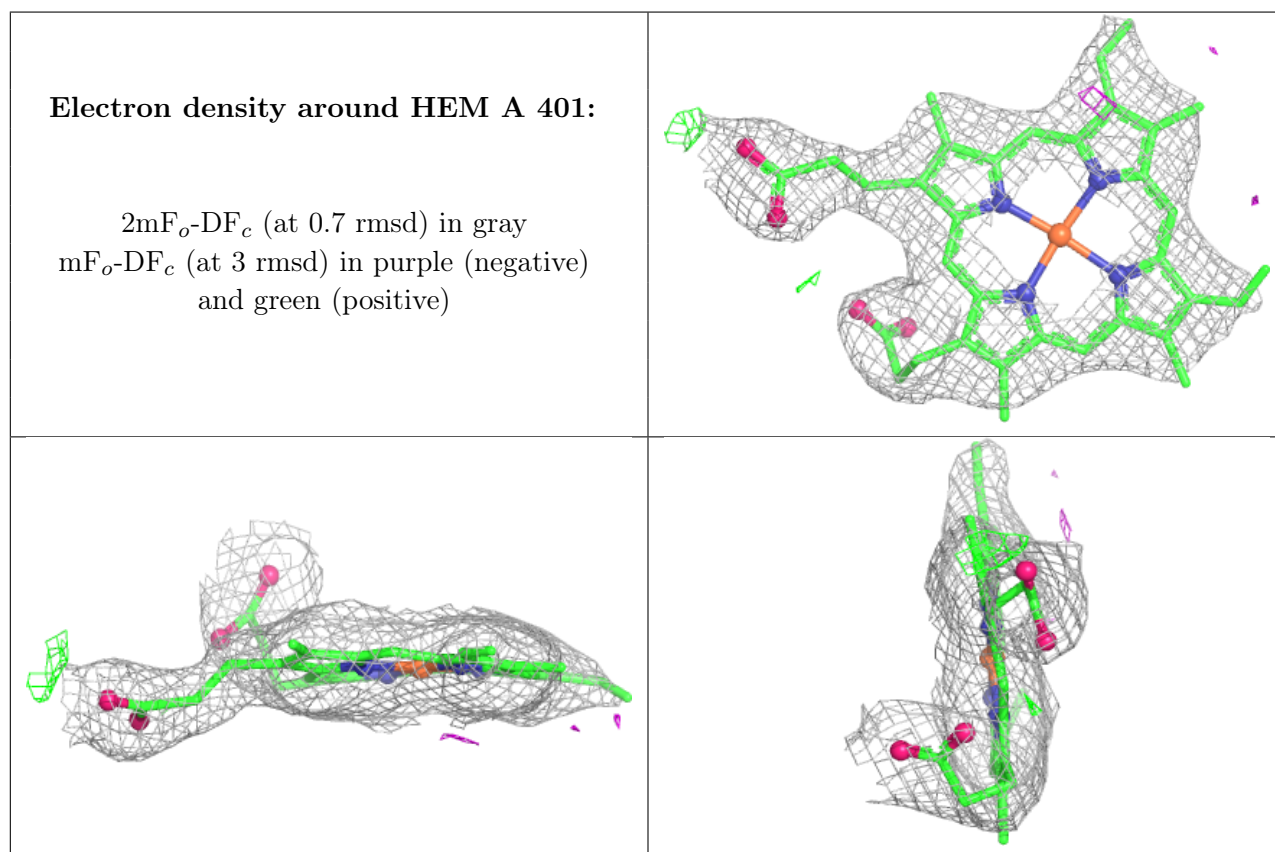 Electron density around HEM A 401:
2mFo-DFc (at 0.7 rmsd) in gray
mFo-DFc (at 3 rmsd) in purple (negative)
and green (positive)